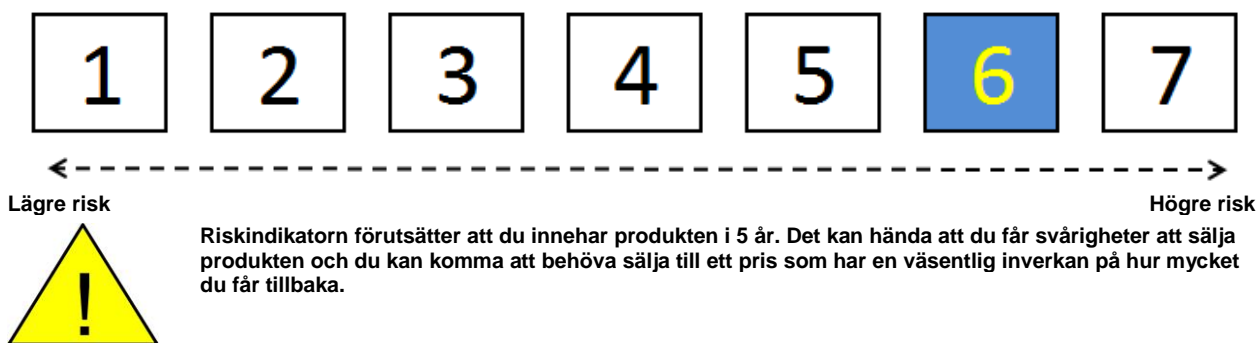 1 2 3 4 5 6 7
Lägre risk Högre risk
Riskindikatorn förutsätter att du innehar produkten i 5 år. Det kan hända att du får svårigheter att sälja
produkten och du kan komma att behöva sälja till ett pris som har en väsentlig inverkan på hur mycket
du får tillbaka.
!